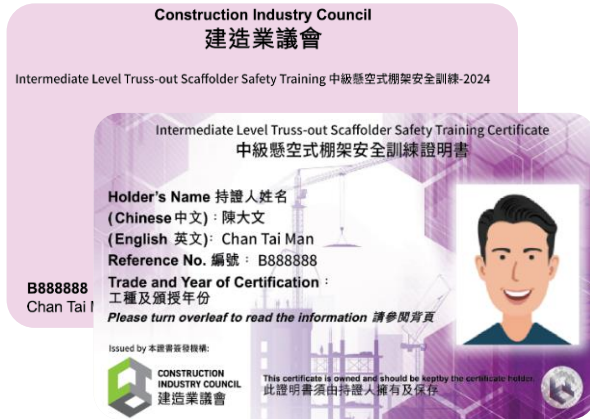 Construction Industry Council
建造業議會
Intermediate Level Truss-out Scaffolder Safety Training 中級懸空式棚架安全訓練-2024
B888888
Chan Tai
Intermediate Level Truss-out Scaffolder Safety Training Certificate
中級懸空式棚架安全訓練證明書
Holder's Name 持證人姓名
(Chinese 中文)：陳大文
(English 英文)： Chan Tai Man
Reference No. 編號： B888888
Trade and Year of Certification：
工種及頒授年份
Please turn overleaf to read the information 請參閱背頁
Issued by 本證書簽發機構:
CONSTRUCTION
INDUSTRY COUNCIL
建造業議會
This certificate is owned and should be keptby the certificate holder.
此證明書須由持證人擁有及保存